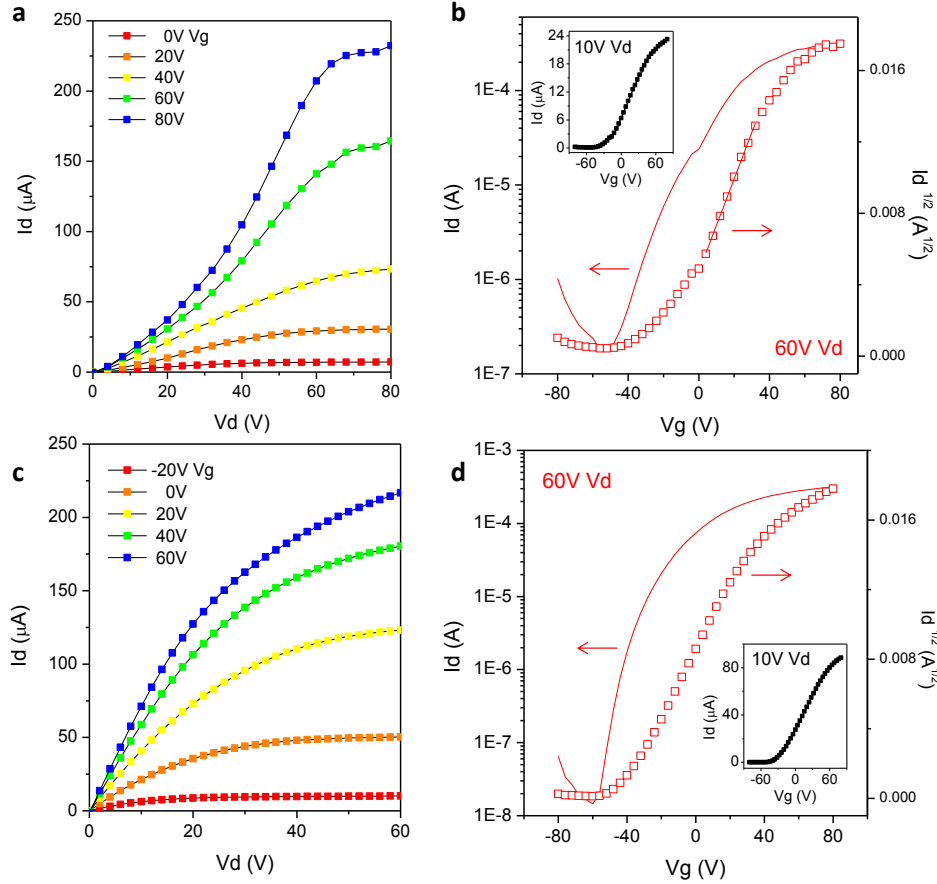 a
250
200
150
100
50
0
0 20 40 60 80
Id (μA)
Vd (V)
0V Vg
20V
40V
60V
80V
b
1E-4
1E-5
1E-6
1E-7
-80 -40 0 40 80
Id (A)
Vg (V)
0.016
0.008
0.000
Id 1/2 (A1/2)
60V Vd
10V Vd
24
18
12
6
0
-60 0 60
Id (μA)
Vg (V)
c
250
200
150
100
50
0
0 20 40 60
Id (μA)
Vd (V)
-20V Vg
0V
20V
40V
60V
d
1E-3
1E-4
1E-5
1E-6
1E-7
1E-8
-80 -40 0 40 80
Id (A)
Vg (V)
0.016
0.008
0.000
Id 1/2 (A1/2)
60V Vd
10V Vd
80
40
0
-60 0 60
Id (μA)
Vg (V)